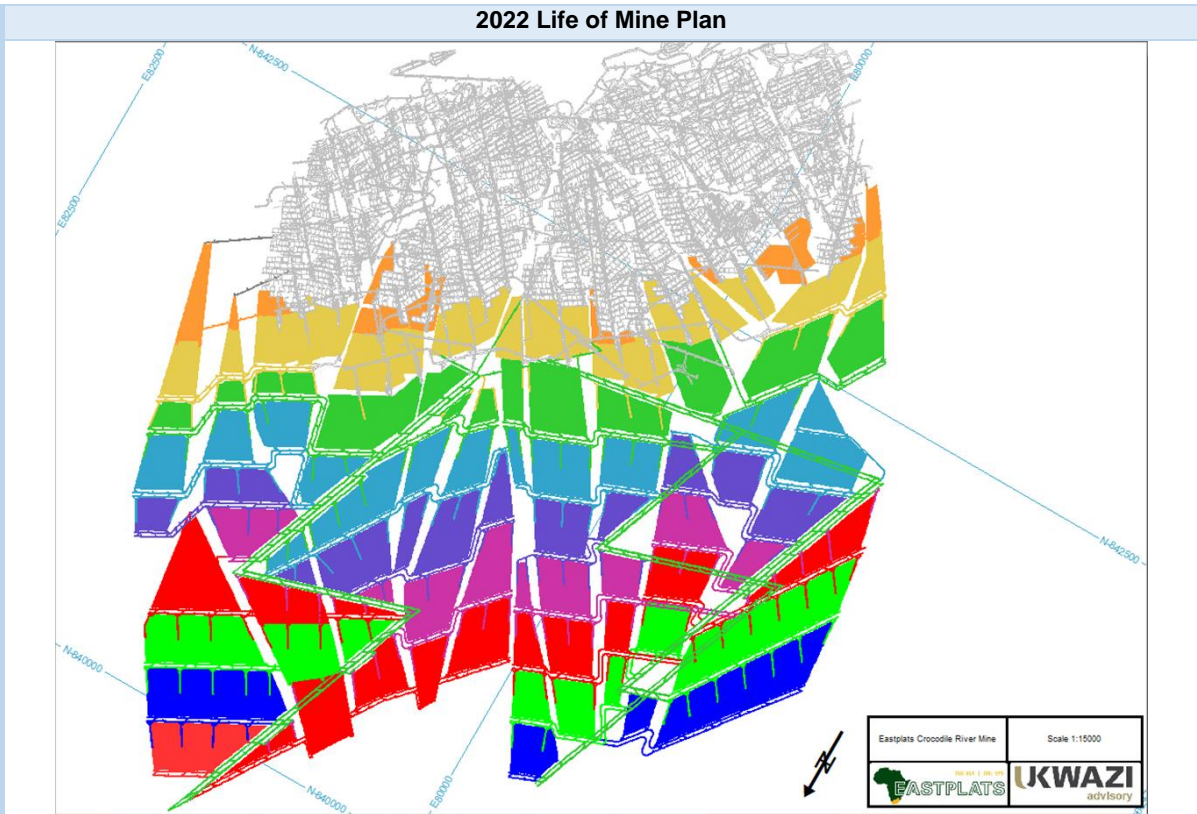 2022 Life of Mine Plan
E82500
N-842500
E80000
E82500
N-842500
N-840000
N-840000
E80000
N
Eastplats Crocodile River Mine
Scale 1:15000
EASTPLATS
UKWAZI
advisory